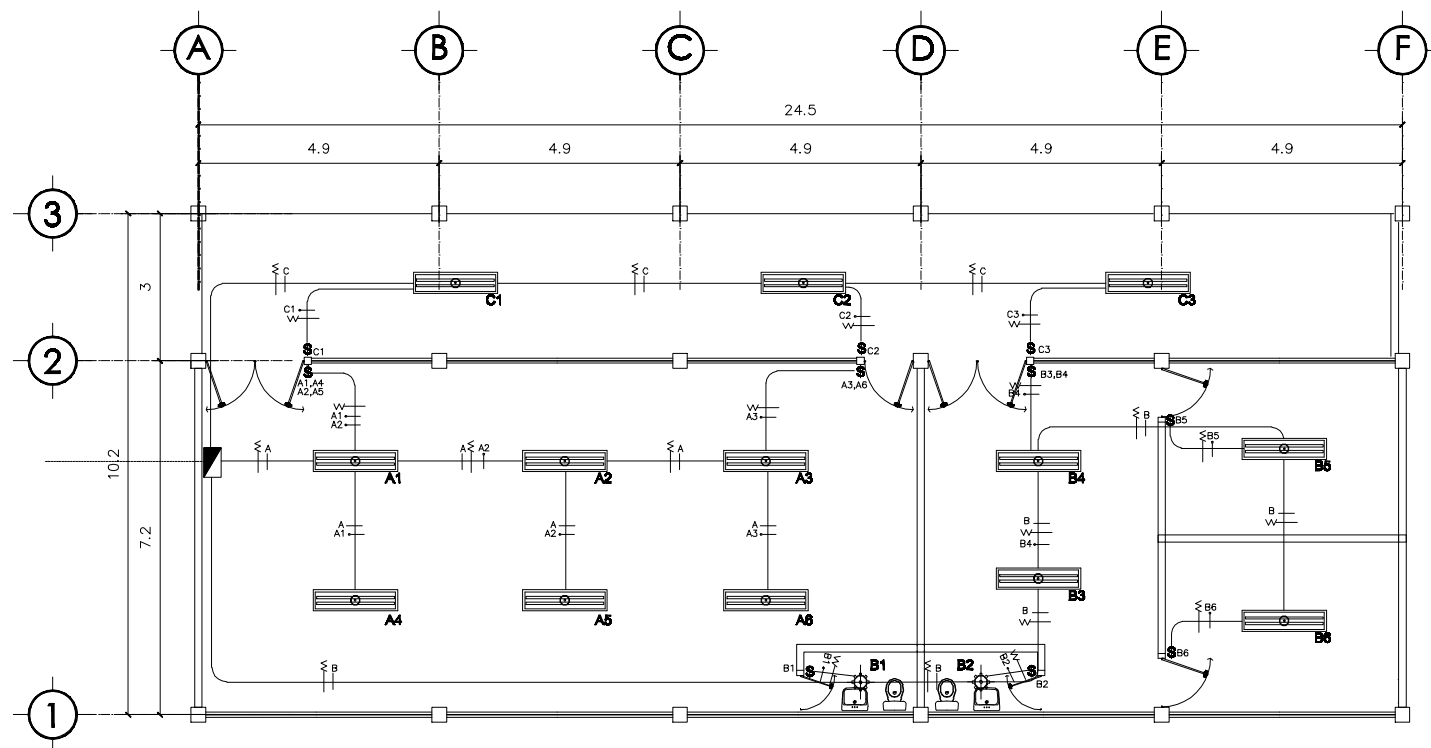 A B C D E F
24.5
4.9 4.9 4.9 4.9 4.9
3
C C C
3
C1 C2 C3
C1 C2 C3
2
C1 C2 C3
A1,A4
A2,A5
A3,A6
B3,B4
B4
A1
A2
A3
B
B5
B5
A A A2 A
A1 A2 A3 B4 B5
10.2
7.2
A
A1
A
A2
A
A3
B
B4
B
A4 A5 A6 B3
B
B6
B6
B6
B
B1
B1
B1
B
B2
B2
B2
1